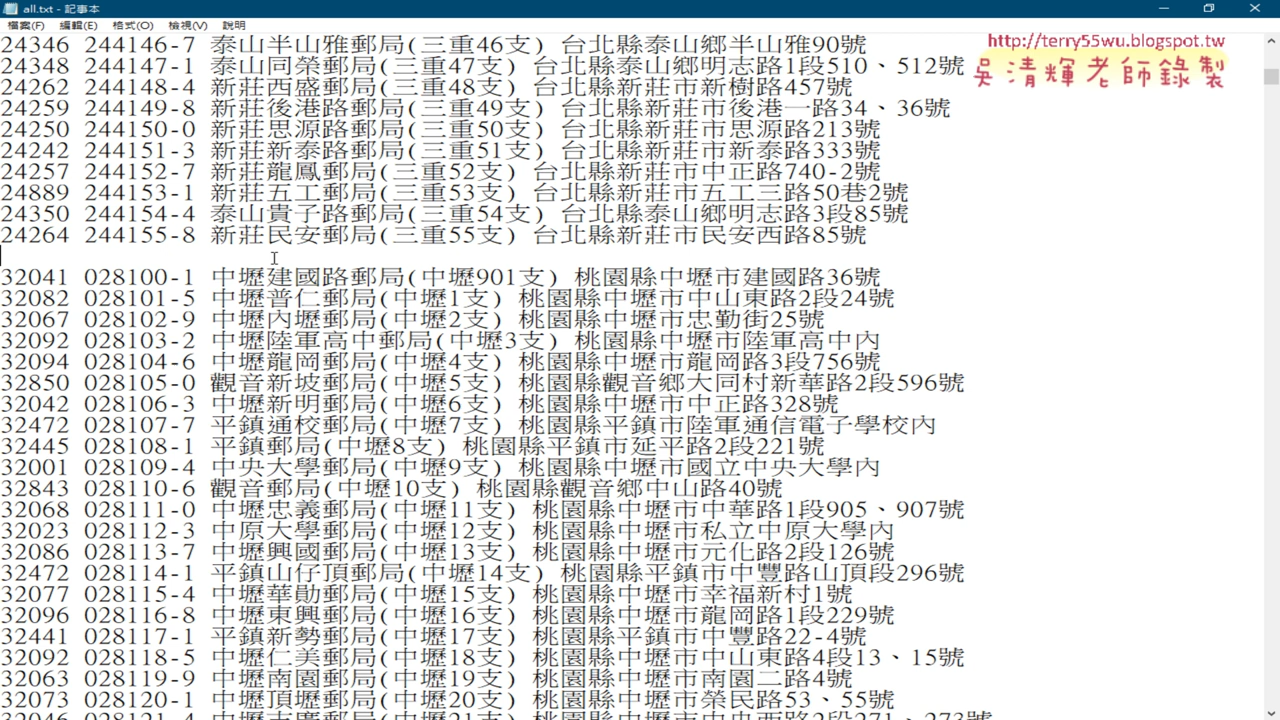 all.txt - 記事本
檔案(F) 編輯(E) 格式(O) 檢視(V) 說明
http://terry55wu.blogspot.tw
吳清輝老師錄製
24346 244146-7 泰山半山雅郵局(三重46支) 台北縣泰山鄉半山雅90號
24348 244147-1 泰山同榮郵局(三重47支) 台北縣泰山鄉明志路1段510、512號
24262 244148-4 新莊西盛郵局(三重48支) 台北縣新莊市新樹路457號
24259 244149-8 新莊後港路郵局(三重49支) 台北縣新莊市後港一路34、36號
24250 244150-0 新莊思源路郵局(三重50支) 台北縣新莊市思源路213號
24242 244151-3 新莊新泰路郵局(三重51支) 台北縣新莊市新泰路333號
24257 244152-7 新莊龍鳳郵局(三重52支) 台北縣新莊市中正路740-2號
24889 244153-1 新莊五工郵局(三重53支) 台北縣新莊市五工三路50巷2號
24350 244154-4 泰山貴子路郵局(三重54支) 台北縣泰山鄉明志路3段85號
24264 244155-8 新莊民安郵局(三重55支) 台北縣新莊市民安西路85號
32041 028100-1 中壢建國路郵局(中壢901支) 桃園縣中壢市建國路36號
32082 028101-5 中壢普仁郵局(中壢1支) 桃園縣中壢市中山東路2段24號
32067 028102-9 中壢內壢郵局(中壢2支) 桃園縣中壢市忠勤街25號
32092 028103-2 中壢陸軍高中郵局(中壢3支) 桃園縣中壢市陸軍高中內
32094 028104-6 中壢龍岡郵局(中壢4支) 桃園縣中壢市龍岡路3段756號
32850 028105-0 觀音新坡郵局(中壢5支) 桃園縣觀音鄉大同村新華路2段596號
32042 028106-3 中壢新明郵局(中壢6支) 桃園縣中壢市中正路328號
32472 028107-7 平鎮通校郵局(中壢7支) 桃園縣平鎮市陸軍通信電子學校內
32445 028108-1 平鎮郵局(中壢8支) 桃園縣平鎮市延平路2段221號
32001 028109-4 中央大學郵局(中壢9支) 桃園縣中壢市國立中央大學內
32843 028110-6 觀音郵局(中壢10支) 桃園縣觀音鄉中山路40號
32068 028111-0 中壢忠義郵局(中壢11支) 桃園縣中壢市中華路1段905、907號
32023 028112-3 中原大學郵局(中壢12支) 桃園縣中壢市私立中原大學內
32086 028113-7 中壢興國郵局(中壢13支) 桃園縣中壢市元化路2段126號
32472 028114-1 平鎮山仔頂郵局(中壢14支) 桃園縣平鎮市中豐路山頂段296號
32077 028115-4 中壢華勛郵局(中壢15支) 桃園縣中壢市幸福新村1號
32096 028116-8 中壢東興郵局(中壢16支) 桃園縣中壢市龍岡路1段229號
32441 028117-1 平鎮新勢郵局(中壢17支) 桃園縣平鎮市中豐路22-4號
32092 028118-5 中壢仁美郵局(中壢18支) 桃園縣中壢市中山東路4段13、15號
32063 028119-9 中壢南園郵局(中壢19支) 桃園縣中壢市南園二路4號
32073 028120-1 中壢頂壢郵局(中壢20支) 桃園縣中壢市榮民路53、55號